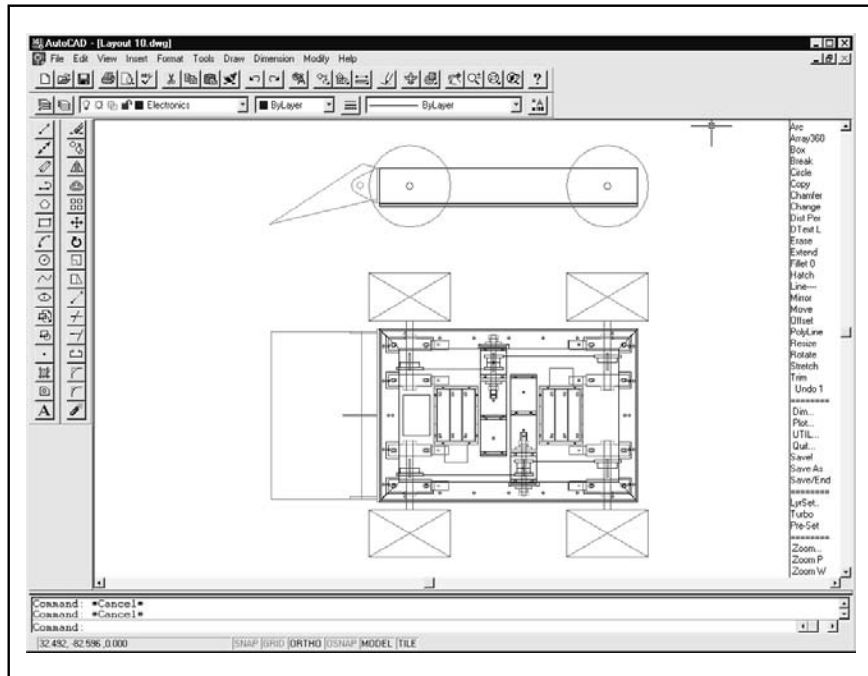 AutoCAD - [Layout 10.dwg]
File Edit View Insert Format Tools Draw Dimension Modify Help
Electronics ByLayer ByLayer
A
Arc
Array360
Box
Break
Circle
Copy
Chamfer
Change
Dist Per
DText L
Erase
Extend
Fillet 0
Hatch
Line----
Mirror
Move
Offset
PolyLine
Resize
Rotate
Stretch
Trim
Undo 1
========
Dim...
Plot...
UTIL...
Quit...
Save!
Save As
Save/End
========
LyrSet..
Turbo
Pre-Set
========
Zoom...
Zoom P
Zoom W
Command: *Cancel*
Command: *Cancel*
Command:
32.492, -82.596 ,0.000 SNAP GRID ORTHO OSNAP MODEL TILE